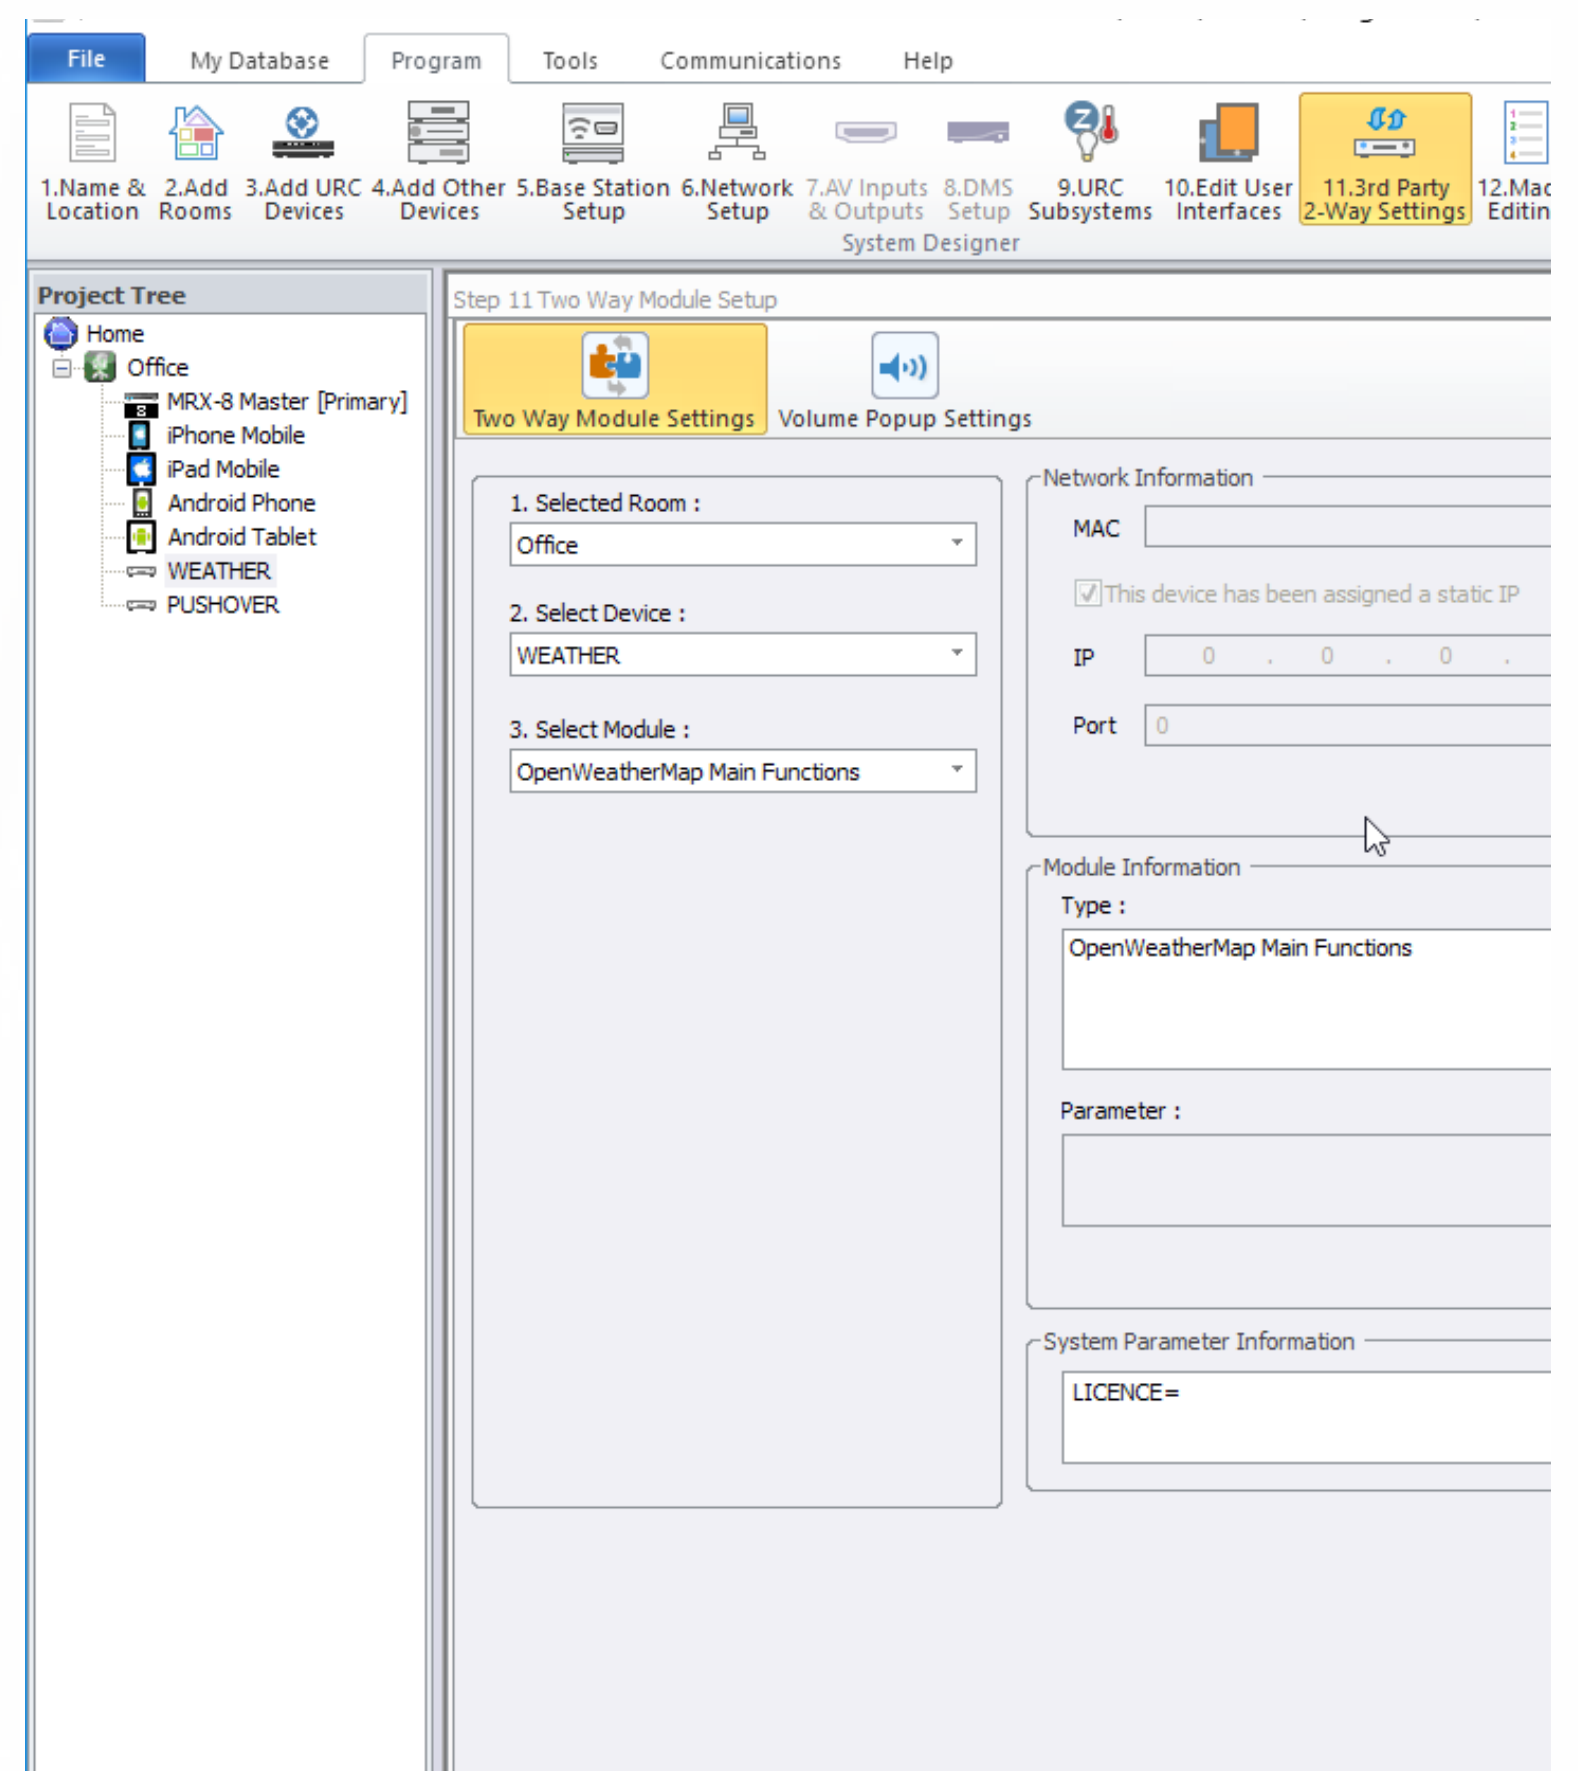 File My Database Program Tools Communications Help
1.Name & Location 2.Add Rooms 3.Add URC Devices 4.Add Other Devices 5.Base Station Setup 6.Network Setup 7.AV Inputs & Outputs 8.DMS Setup 9.URC Subsystems 10.Edit User Interfaces 11.3rd Party 2-Way Settings 12.Mac Editin
System Designer
Project Tree
Home
Office
MRX-8 Master [Primary]
iPhone Mobile
iPad Mobile
Android Phone
Android Tablet
WEATHER
PUSHOVER
Step 11 Two Way Module Setup
Two Way Module Settings Volume Popup Settings
1. Selected Room :
Office
2. Select Device :
WEATHER
3. Select Module :
OpenWeatherMap Main Functions
Network Information
MAC
This device has been assigned a static IP
IP 0 . 0 . 0 .
Port 0
Module Information
Type :
OpenWeatherMap Main Functions
Parameter :
System Parameter Information
LICENCE=